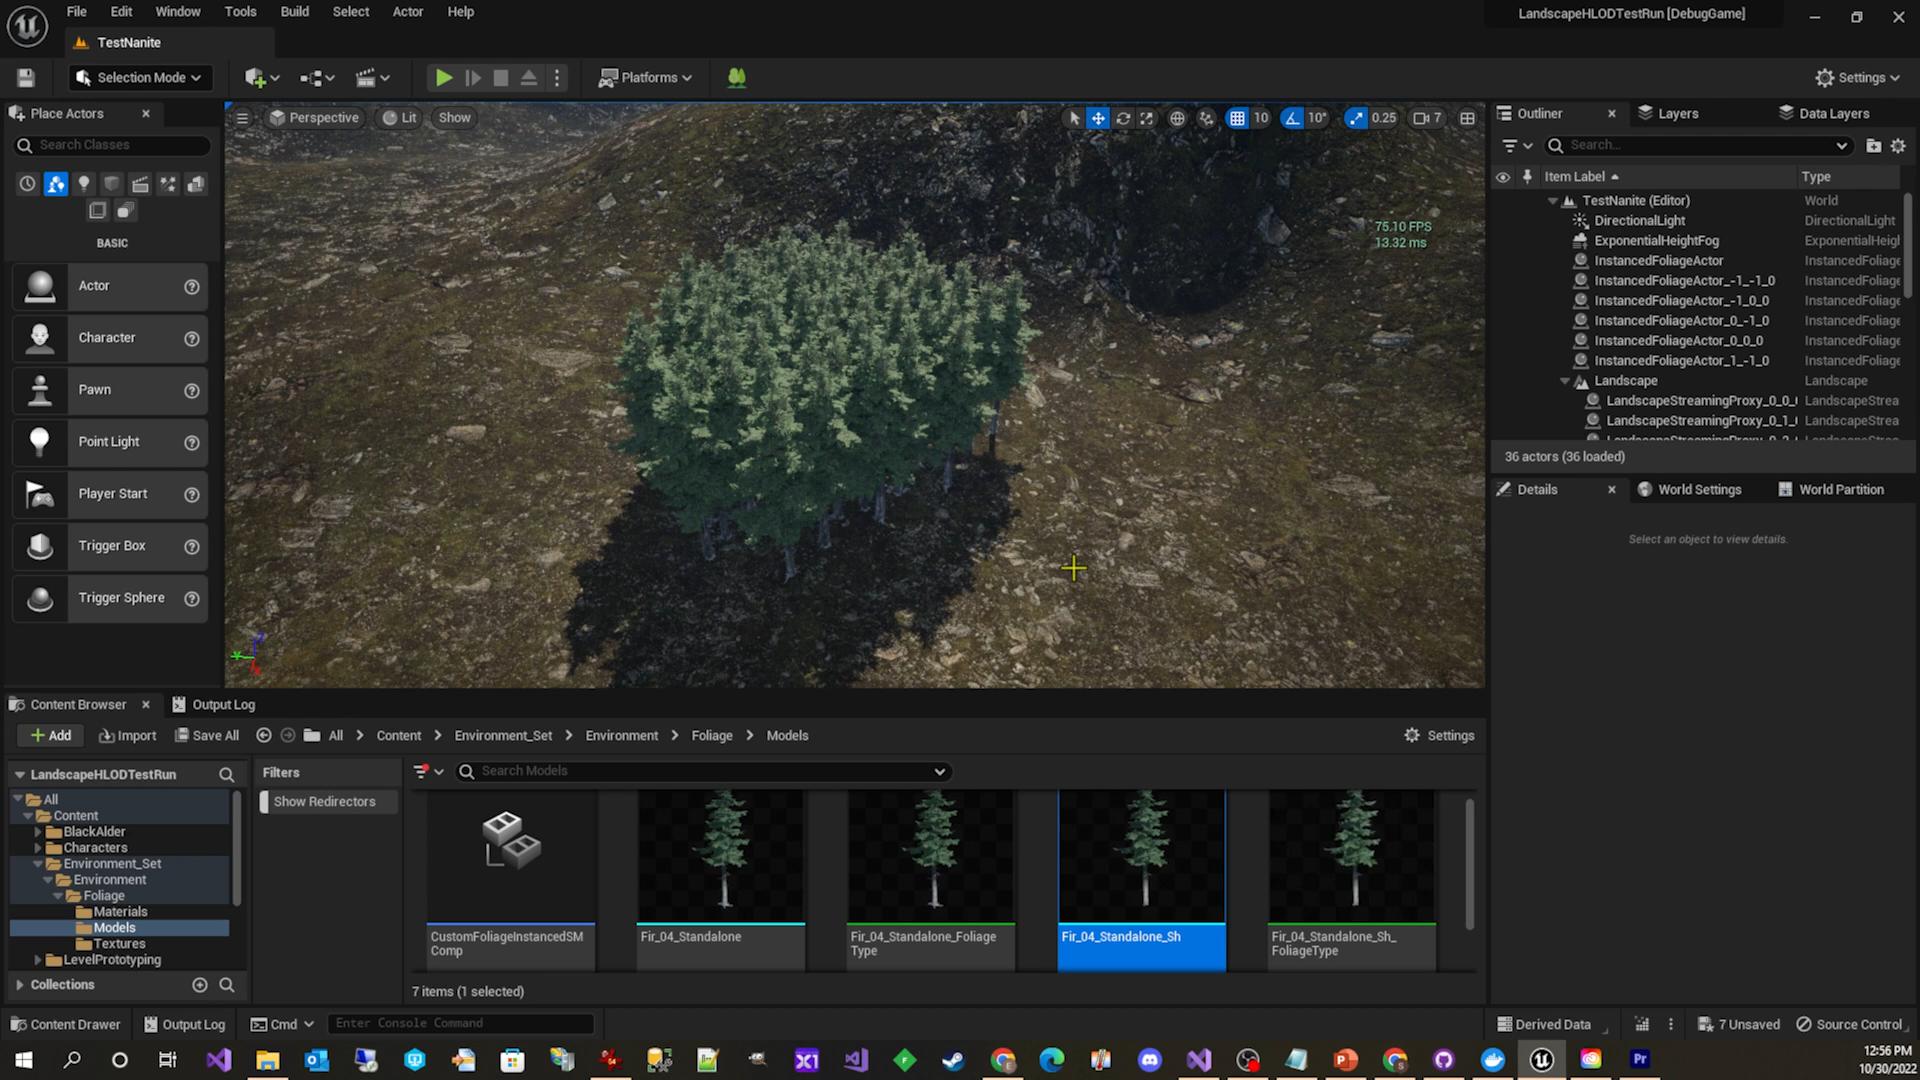 File Edit Window Tools Build Select Actor Help
LandscapeHLODTestRun [DebugGame]
TestNanite
Selection Mode
Platforms
Settings
Place Actors
Search Classes
BASIC
Actor
Character
Pawn
Point Light
Player Start
Trigger Box
Trigger Sphere
Perspective
Lit
Show
10
10°
0.25
7
75.10 FPS
13.32 ms
Outliner
Layers
Data Layers
Search...
Item Label
Type
TestNanite (Editor) World
DirectionalLight DirectionalLight
ExponentialHeightFog ExponentialHeigl
InstancedFoliageActor InstancedFoliage
InstancedFoliageActor_-1_-1_0 InstancedFoliage
InstancedFoliageActor_-1_0_0 InstancedFoliage
InstancedFoliageActor_0_-1_0 InstancedFoliage
InstancedFoliageActor_0_0_0 InstancedFoliage
InstancedFoliageActor_1_-1_0 InstancedFoliage
Landscape Landscape
LandscapeStreamingProxy_0_0_ LandscapeStrea
LandscapeStreamingProxy_0_1_ LandscapeStrea
36 actors (36 loaded)
Details
World Settings
World Partition
Select an object to view details.
Content Browser
Output Log
Add
Import
Save All
All > Content > Environment_Set > Environment > Foliage > Models
Settings
LandscapeHLODTestRun
All
Content
BlackAlder
Characters
Environment_Set
Environment
Foliage
Materials
Models
Textures
LevelPrototyping
Collections
Filters
Show Redirectors
Search Models
CustomFoliageInstancedSM
Comp
Fir_04_Standalone
Fir_04_Standalone_Foliage
Type
Fir_04_Standalone_Sh
Fir_04_Standalone_Sh_
FoliageType
7 items (1 selected)
Content Drawer
Output Log
Cmd
Enter Console Command
Derived Data
7 Unsaved
Source Control
12:56 PM
10/30/2022